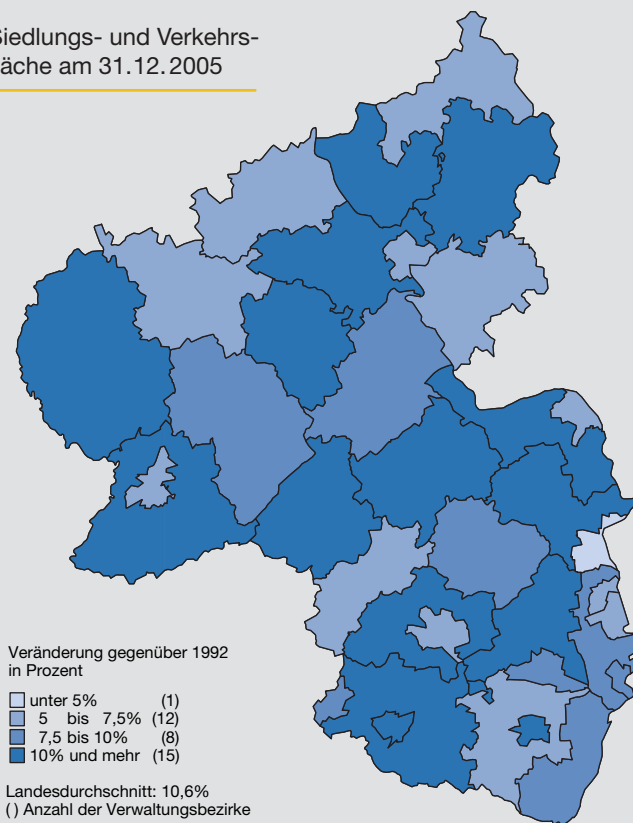 Siedlungs- und Verkehrs-
äche am 31.12.2005
Veränderung gegenüber 1992
in Prozent
unter 5% (1)
5 bis 7,5% (12)
7,5 bis 10% (8)
10% und mehr (15)
Landesdurchschnitt: 10,6%
( ) Anzahl der Verwaltungsbezirke